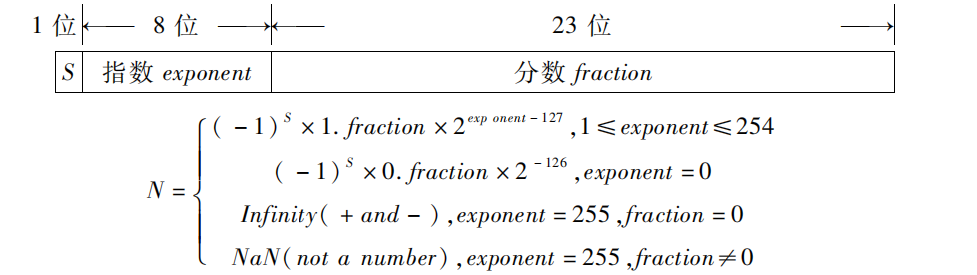 1 位 8 位 23 位
S 指数 exponent 分数 fraction
(-1)^S×1.fraction×2^{exp onent-127},1≤exponent≤254
(-1)^S×0.fraction×2^{-126},exponent=0
N=
Infinity(+and-),exponent=255,fraction=0
NaN(not a number),exponent=255,fraction≠0